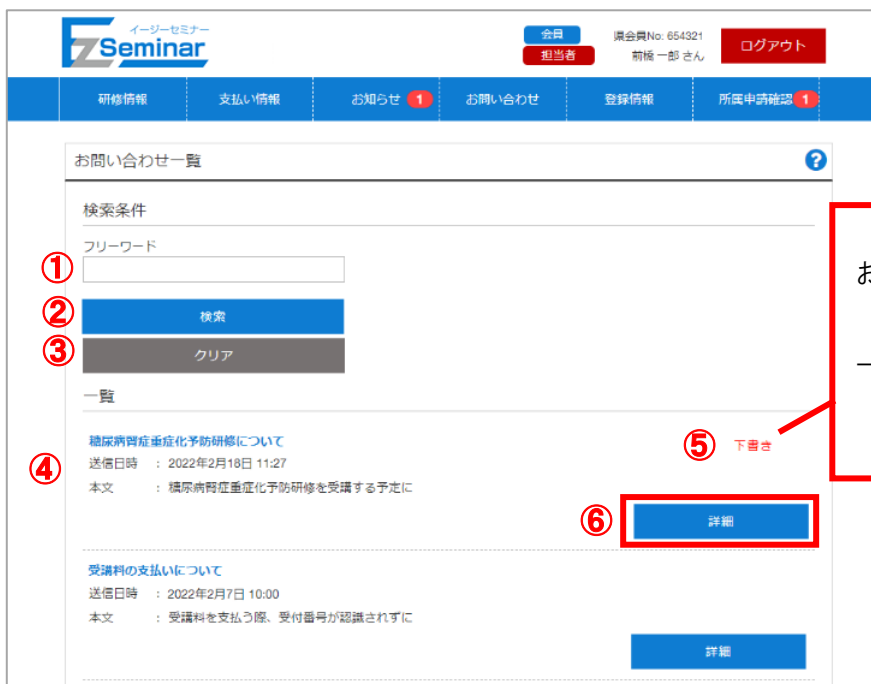 イージーセミナー
EZ Seminar
会員
担当者
県会員No: 654321
前橋 一郎 さん
ログアウト
研修情報
支払い情報
お知らせ 1
お問い合わせ
登録情報
所属申請確認 1
お問い合わせ一覧
?
検索条件
フリーワード
①
② 検索
③ クリア
一覧
糖尿病腎症重症化予防研修について
⑤ 下書き
④ 送信日時 : 2022年2月18日 11:27
本文 : 糖尿病腎症重症化予防研修を受講する予定に
⑥ 詳細
受講料の支払いについて
送信日時 : 2022年2月7日 10:00
本文 : 受講料を支払う際、受付番号が認識されずに
詳細